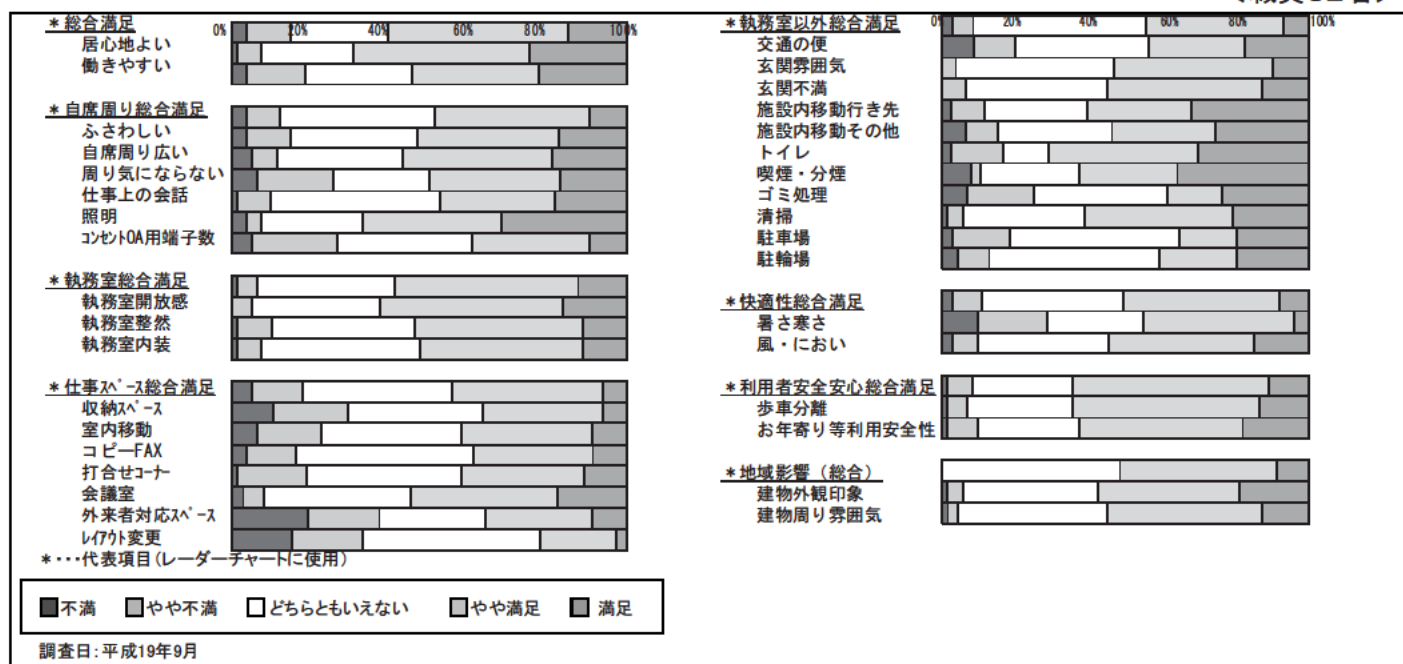 *総合満足
0% 20% 40% 60% 80% 100%
居心地よい
働きやすい
*自席周り総合満足
ふさわしい
自席周り広い
周り気にならない
仕事上の会話
照明
コンセントOA用端子数
*執務室総合満足
執務室開放感
執務室整然
執務室内装
*仕事スペース総合満足
収納スペース
室内移動
コピーFAX
打合せコーナー
会議室
外来者対応スペース
レイアウト変更
*・・・代表項目(レーダーチャートに使用)
*執務室以外総合満足
0% 20% 40% 60% 80% 100%
交通の便
玄関雰囲気
玄関不満
施設内移動行き先
施設内移動その他
トイレ
喫煙・分煙
ゴミ処理
清掃
駐車場
駐輪場
*快適性総合満足
暑さ寒さ
風・におい
*利用者安全安心総合満足
歩車分離
お年寄り等利用安全性
*地域影響(総合)
建物外観印象
建物周り雰囲気
不満 やや不満 どちらともいえない やや満足 満足
調査日:平成19年9月